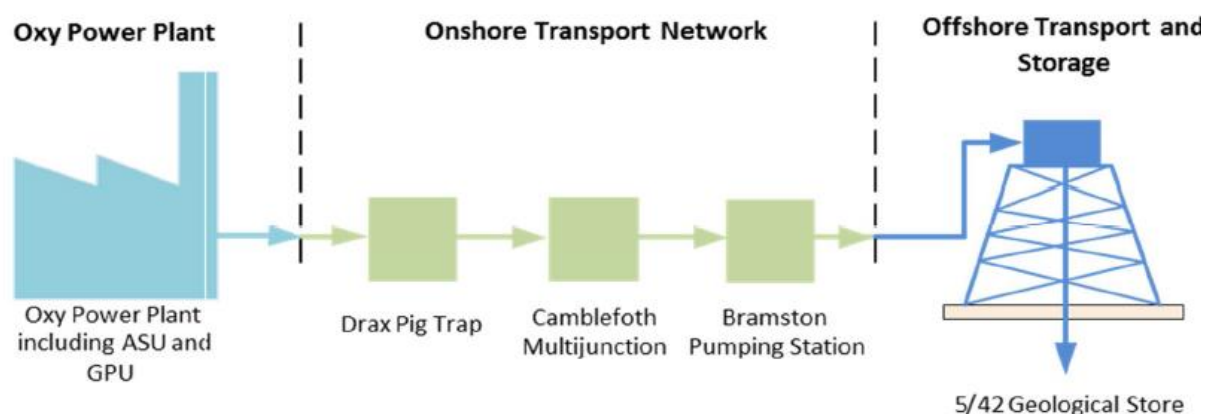 Oxy Power Plant
Onshore Transport Network
Offshore Transport and
Storage
Oxy Power Plant
including ASU and
GPU
Drax Pig Trap
Camblefoth
Multijunction
Bramston
Pumping Station
5/42 Geological Store